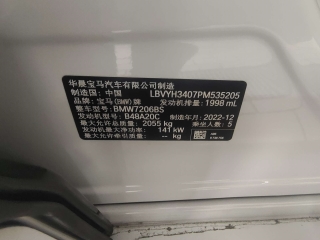 华晨宝马汽车有限公司制造
制造国：中国 LBVYH3407PM535205
品牌：宝马(BMW)牌 发动机排量：1998 mL
整车型号：BMW7206BS
发动机型号：B48A20C 制造年月：2022-12
最大允许总质量：2055 kg 乘坐人数：5
发动机最大净功率：141 kW
最大允许牵引质量：-- kg